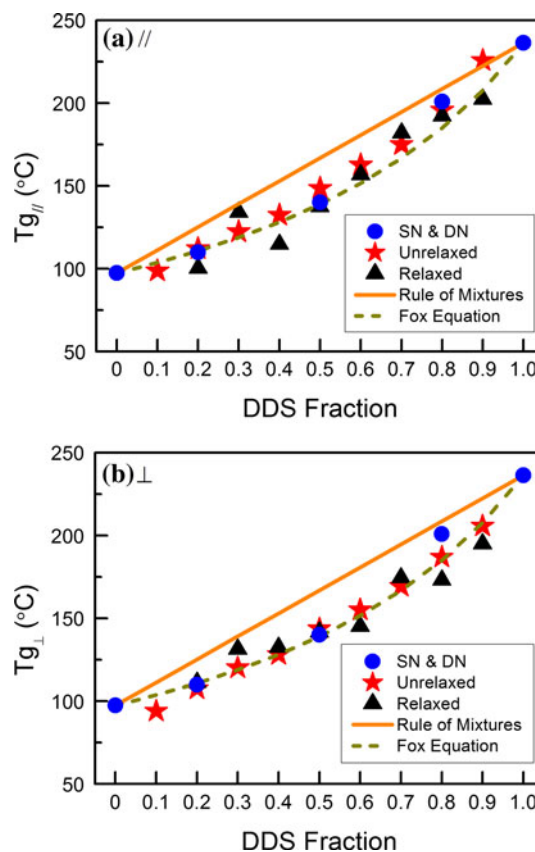 (a) //
250
200
150
100
50
Tg// (°C)
SN & DN
Unrelaxed
Relaxed
Rule of Mixtures
Fox Equation
0 0.1 0.2 0.3 0.4 0.5 0.6 0.7 0.8 0.9 1.0
DDS Fraction
(b) ⊥
250
200
150
100
50
Tg⊥ (°C)
SN & DN
Unrelaxed
Relaxed
Rule of Mixtures
Fox Equation
0 0.1 0.2 0.3 0.4 0.5 0.6 0.7 0.8 0.9 1.0
DDS Fraction